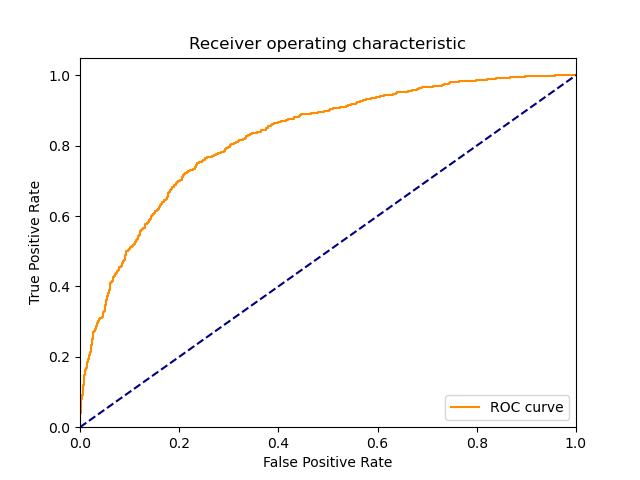 Receiver operating characteristic
True Positive Rate
1.0
0.8
0.6
0.4
0.2
0.0
0.0 0.2 0.4 0.6 0.8 1.0
False Positive Rate
ROC curve